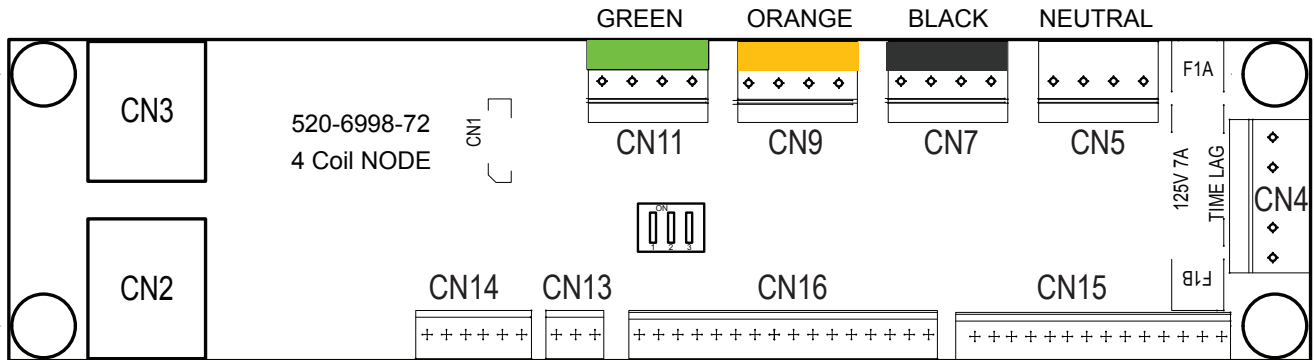 GREEN ORANGE BLACK NEUTRAL
CN3
520-6998-72
4 Coil NODE
CN1
CN11 CN9 CN7 CN5
F1A
125V 7A
TIME LAG
CN4
ON
1 2 3
CN2
CN14 CN13 CN16 CN15
F1B